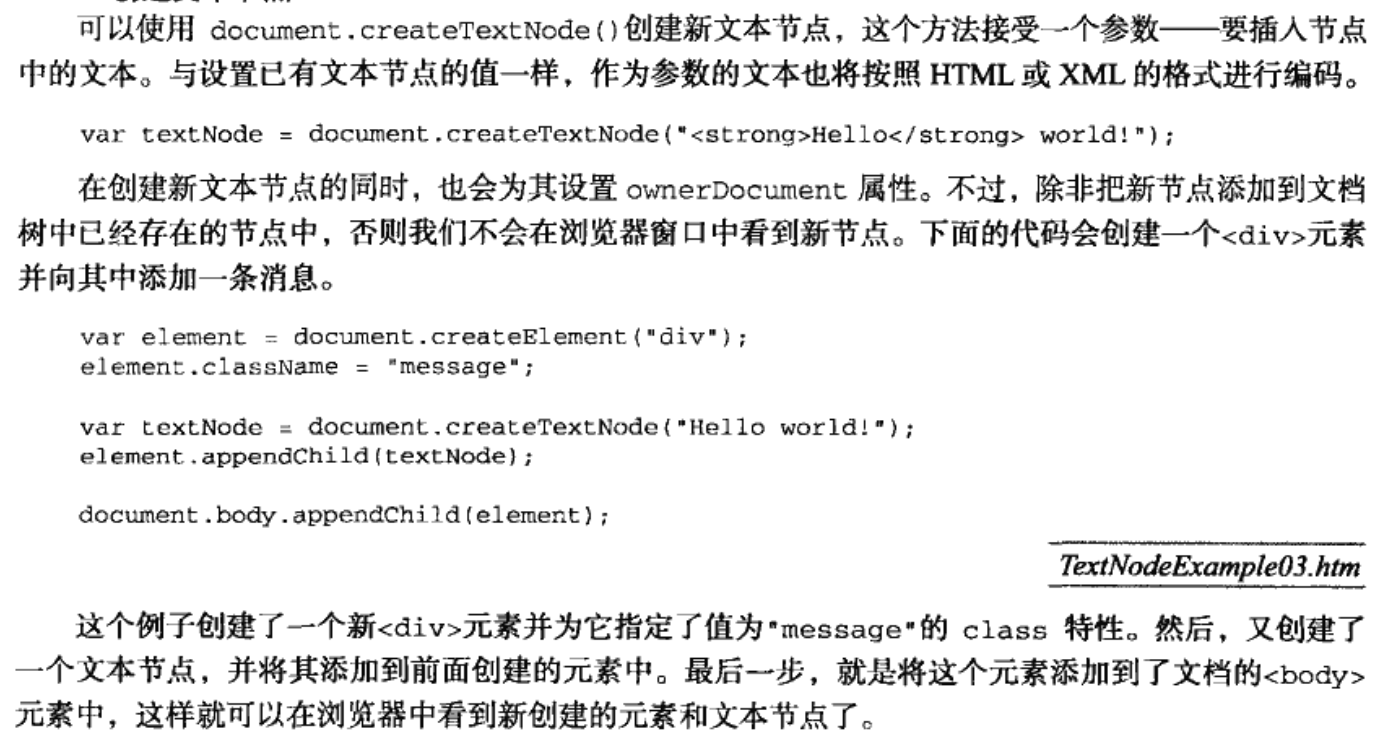 可以使用 document.createTextNode()创建新文本节点，这个方法接受一个参数——要插入节点
中的文本。与设置已有文本节点的值一样，作为参数的文本也将按照 HTML 或 XML 的格式进行编码。
var textNode = document.createTextNode("<strong>Hello</strong> world!");
在创建新文本节点的同时，也会为其设置 ownerDocument 属性。不过，除非把新节点添加到文档
树中已经存在的节点中，否则我们不会在浏览器窗口中看到新节点。下面的代码会创建一个<div>元素
并向其中添加一条消息。
var element = document.createElement("div");
element.className = "message";
var textNode = document.createTextNode("Hello world!");
element.appendChild(textNode);
document.body.appendChild(element);
TextNodeExample03.htm
这个例子创建了一个新<div>元素并为它指定了值为"message"的 class 特性。然后，又创建了
一个文本节点，并将其添加到前面创建的元素中。最后一步，就是将这个元素添加到了文档的<body>
元素中，这样就可以在浏览器中看到新创建的元素和文本节点了。